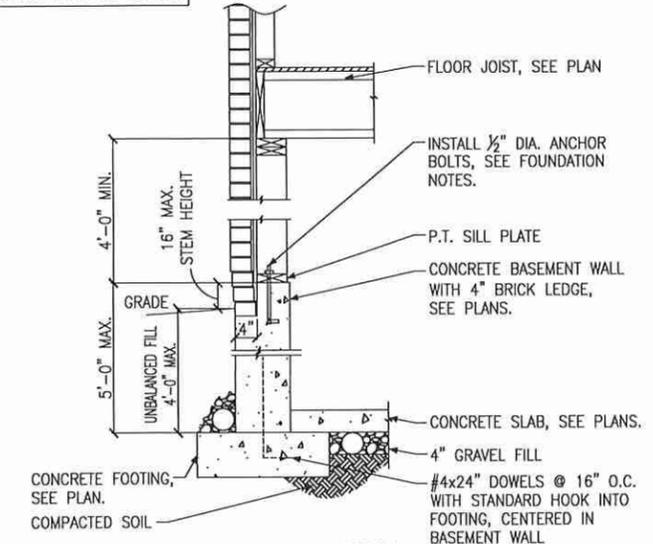 FLOOR JOIST, SEE PLAN
INSTALL ½" DIA. ANCHOR
BOLTS, SEE FOUNDATION
NOTES.
4'-0" MIN.
16" MAX.
STEM HEIGHT
P.T. SILL PLATE
CONCRETE BASEMENT WALL
WITH 4" BRICK LEDGE,
SEE PLANS.
GRADE
4"
5'-0" MAX.
UNBALANCED FILL
4'-0" MAX.
CONCRETE SLAB, SEE PLANS.
4" GRAVEL FILL
CONCRETE FOOTING,
SEE PLAN.
COMPACTED SOIL
#4x24" DOWELS @ 16" O.C.
WITH STANDARD HOOK INTO
FOOTING, CENTERED IN
BASEMENT WALL